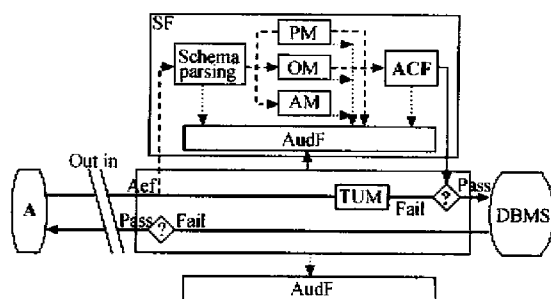 SF
PM
Schema
parsing
OM
ACF
AM
AudF
Out in
Aef
A
TUM
?
Pass
Fail
DBMS
Pass
?
Fail
AudF